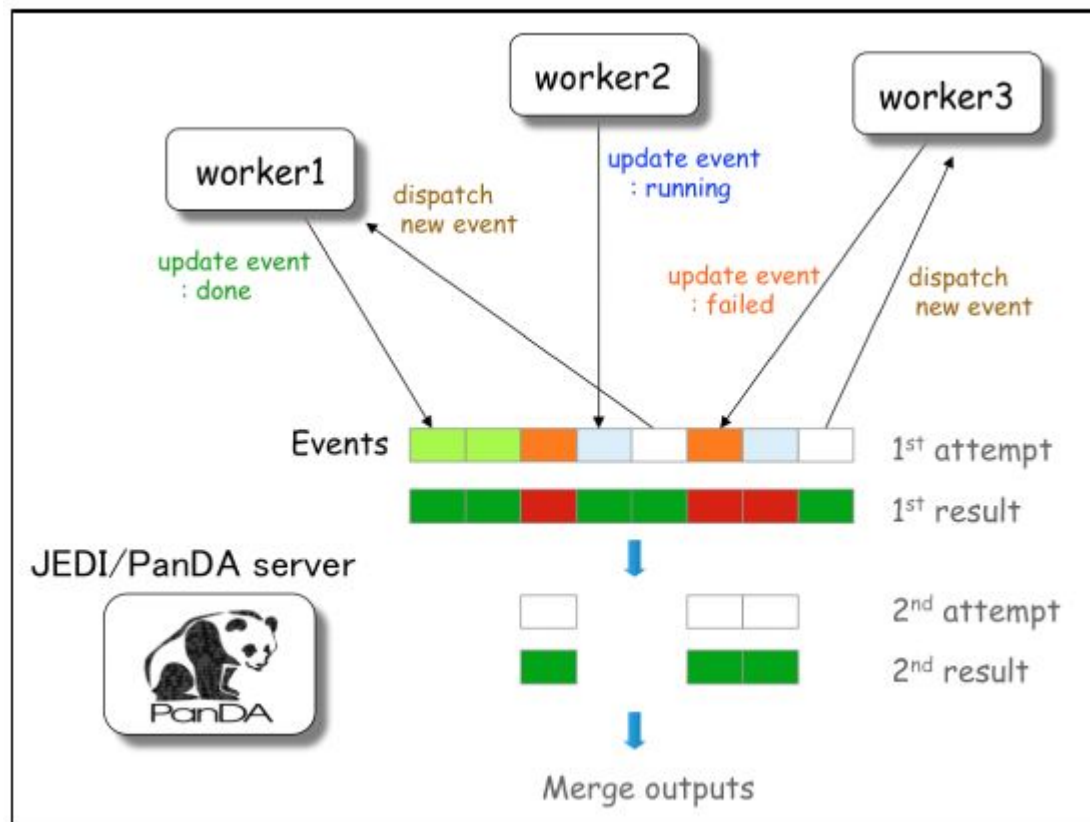 worker2
worker3
worker1
update event
: running
dispatch
new event
update event
: done
update event
: failed
dispatch
new event
Events
1st attempt
1st result
JEDI/PanDA server
2nd attempt
2nd result
PanDA
Merge outputs